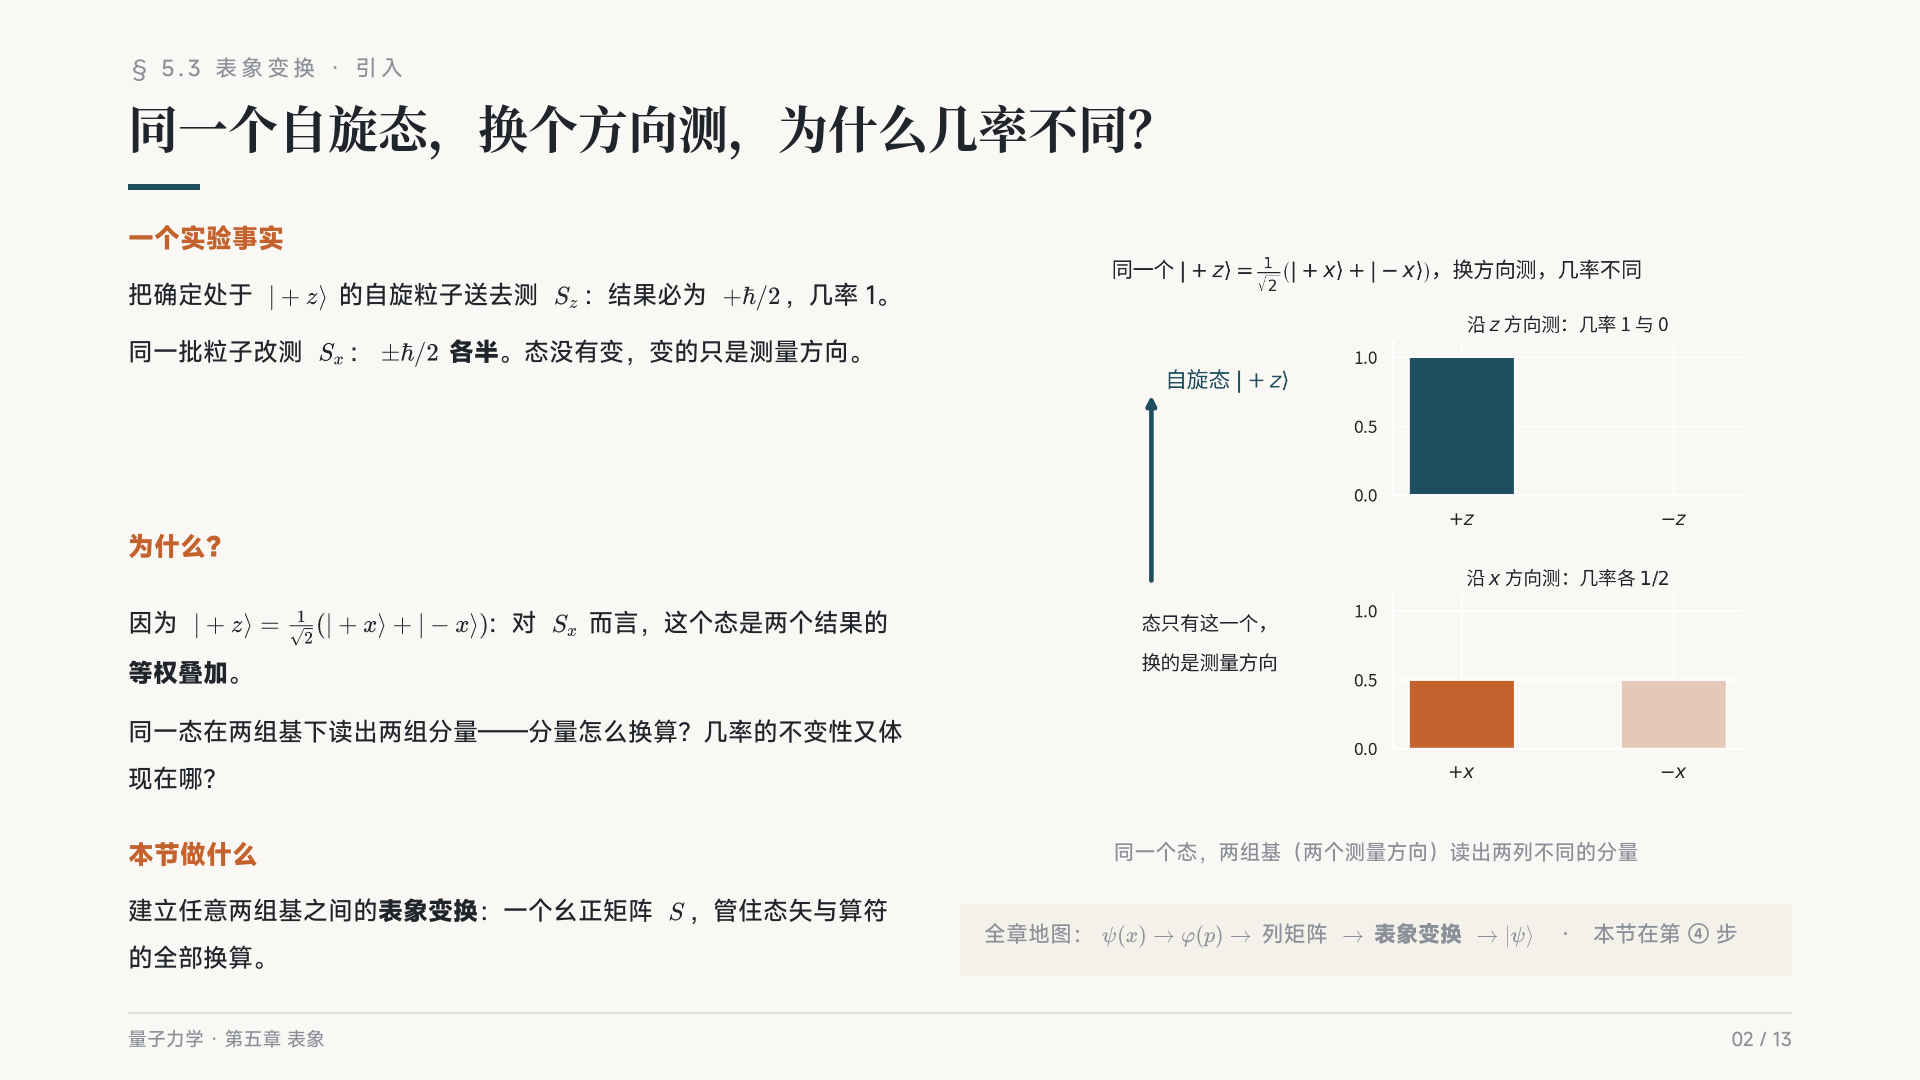 § 5.3 表象变换 · 引入
同一个自旋态，换个方向测，为什么几率不同？
一个实验事实
把确定处于 |+z⟩ 的自旋粒子送去测 S_z：结果必为 +ħ/2，几率 1。
同一批粒子改测 S_x： ±ħ/2 各半。态没有变，变的只是测量方向。
为什么？
因为 |+z⟩ = 1/√2(|+x⟩ + |−x⟩)：对 S_x 而言，这个态是两个结果的
等权叠加。
同一态在两组基下读出两组分量——分量怎么换算？几率的不变性又体
现在哪？
本节做什么
建立任意两组基之间的表象变换：一个幺正矩阵 S，管住态矢与算符
的全部换算。
同一个 |+z⟩ = 1/√2(|+x⟩ + |−x⟩)，换方向测，几率不同
自旋态 |+z⟩
态只有这一个，
换的是测量方向
沿 z 方向测：几率 1 与 0
1.0
0.5
0.0
+z
−z
沿 x 方向测：几率各 1/2
1.0
0.5
0.0
+x
−x
同一个态，两组基（两个测量方向）读出两列不同的分量
全章地图： ψ(x) → φ(p) → 列矩阵 → 表象变换 → |ψ⟩ · 本节在第 ④ 步
量子力学 · 第五章 表象
02 / 13